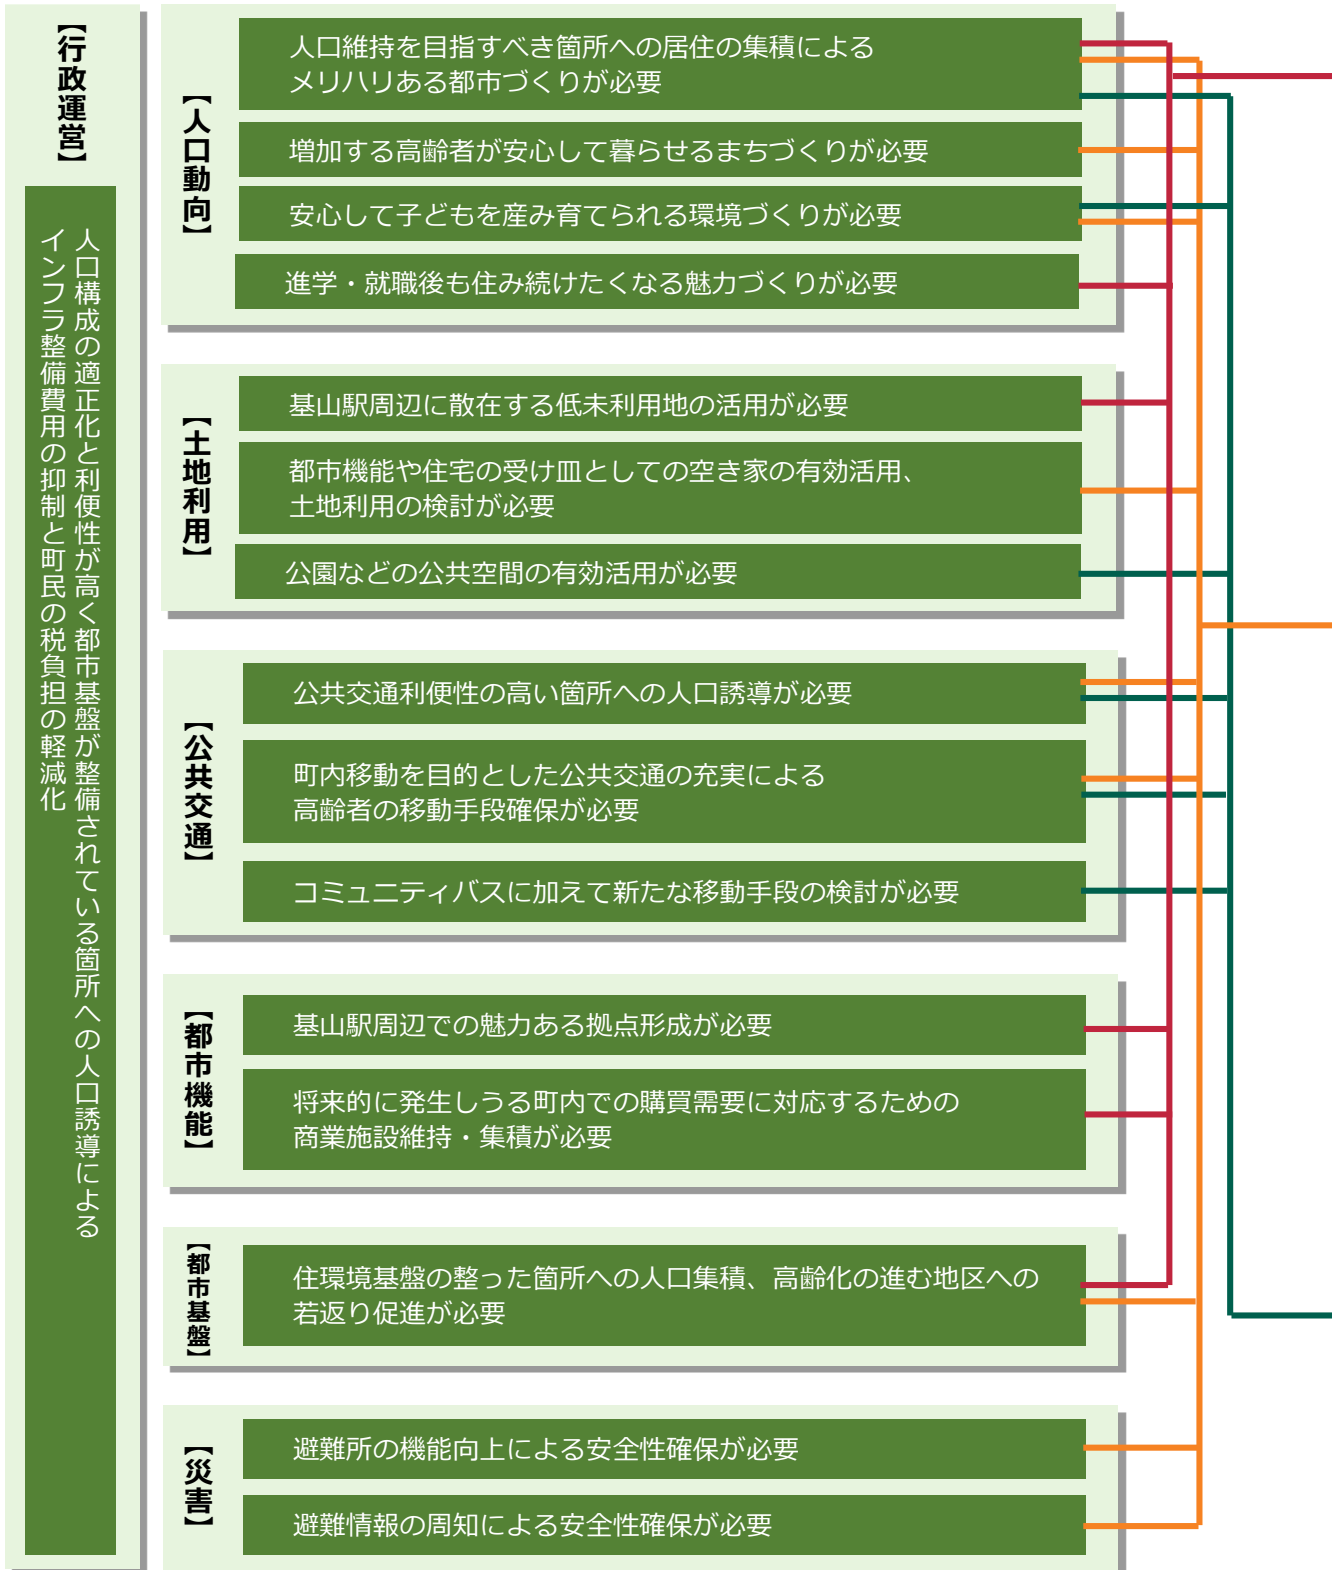 【行政運営】
人口構成の適正化と利便性が高く都市基盤が整備されている箇所への人口誘導による
インフラ整備費用の抑制と町民の税負担の軽減化
【人口動向】
人口維持を目指すべき箇所への居住の集積による
メリハリある都市づくりが必要
増加する高齢者が安心して暮らせるまちづくりが必要
安心して子どもを産み育てられる環境づくりが必要
進学・就職後も住み続けたくなる魅力づくりが必要
【土地利用】
基山駅周辺に散在する低未利用地の活用が必要
都市機能や住宅の受け皿としての空き家の有効活用、
土地利用の検討が必要
公園などの公共空間の有効活用が必要
【公共交通】
公共交通利便性の高い箇所への人口誘導が必要
町内移動を目的とした公共交通の充実による
高齢者の移動手段確保が必要
コミュニティバスに加えて新たな移動手段の検討が必要
【都市機能】
基山駅周辺での魅力ある拠点形成が必要
将来的に発生しうる町内での購買需要に対応するための
商業施設維持・集積が必要
【都市基盤】
住環境基盤の整った箇所への人口集積、高齢化の進む地区への
若返り促進が必要
【災害】
避難所の機能向上による安全性確保が必要
避難情報の周知による安全性確保が必要